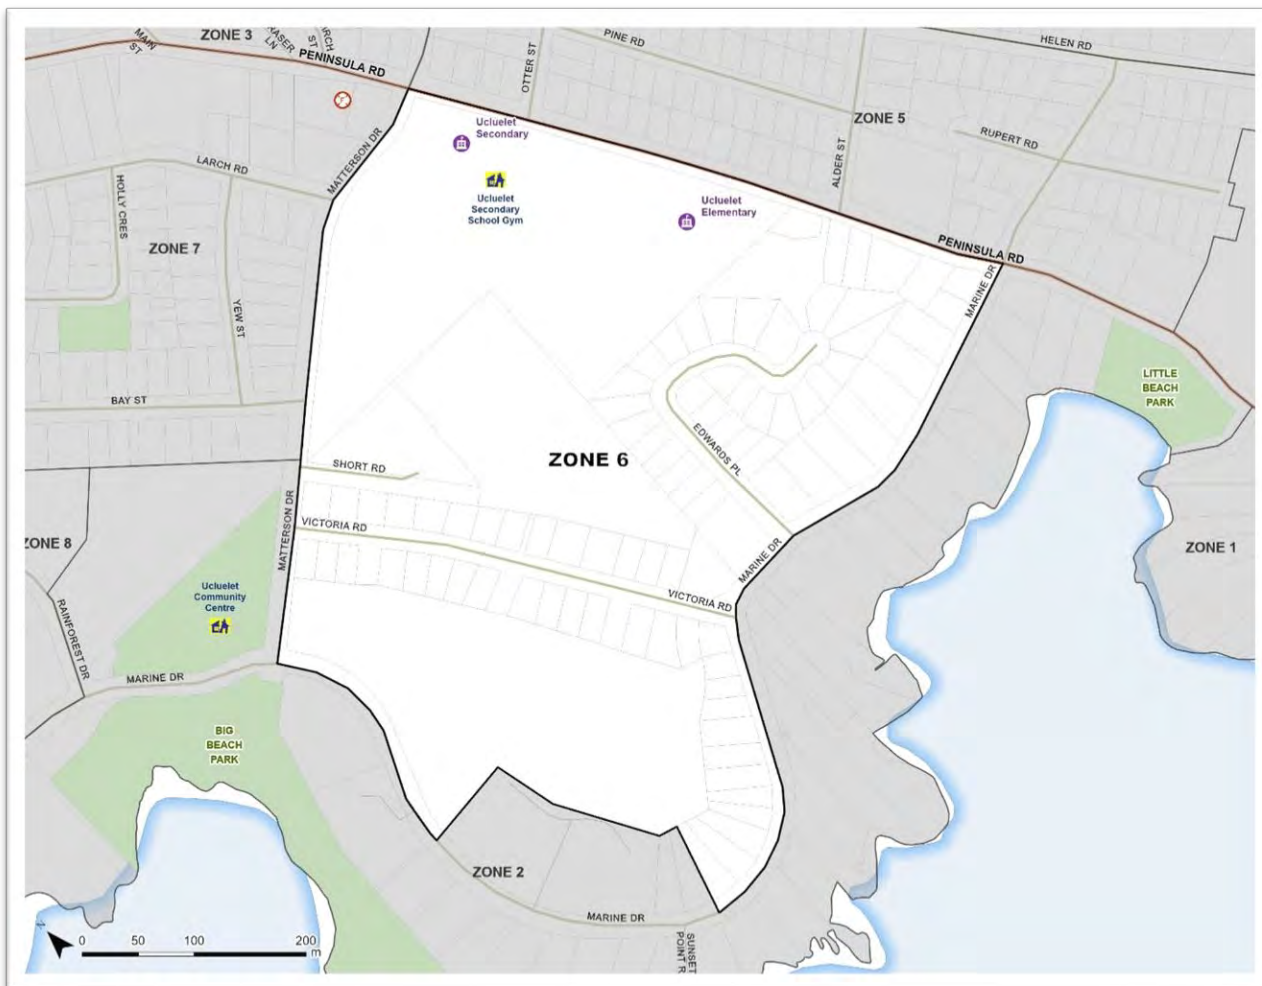 ZONE 3
MAIN
ST
FRASER
LN
ST
PENINSULA RD
OTTER ST
PINE RD
HELEN RD
ZONE 5
RUPERT RD
ALDER ST
Ucluelet
Secondary
MATTERSON DR
LARCH RD
Ucluelet
Secondary
School Gym
Ucluelet
Elementary
HOLLY CRES
ZONE 7
PENINSULA RD
MARINE DR
YEW ST
LITTLE
BEACH
PARK
BAY ST
EDWARDS PL
ZONE 6
SHORT RD
MATTERSON DR
VICTORIA RD
ZONE 8
ZONE 1
MARINE DR
Ucluelet
Community
Centre
VICTORIA RD
RAINFOREST DR
MARINE DR
BIG
BEACH
PARK
ZONE 2
MARINE DR
SUNSET
POINT R
0 50 100 200
m